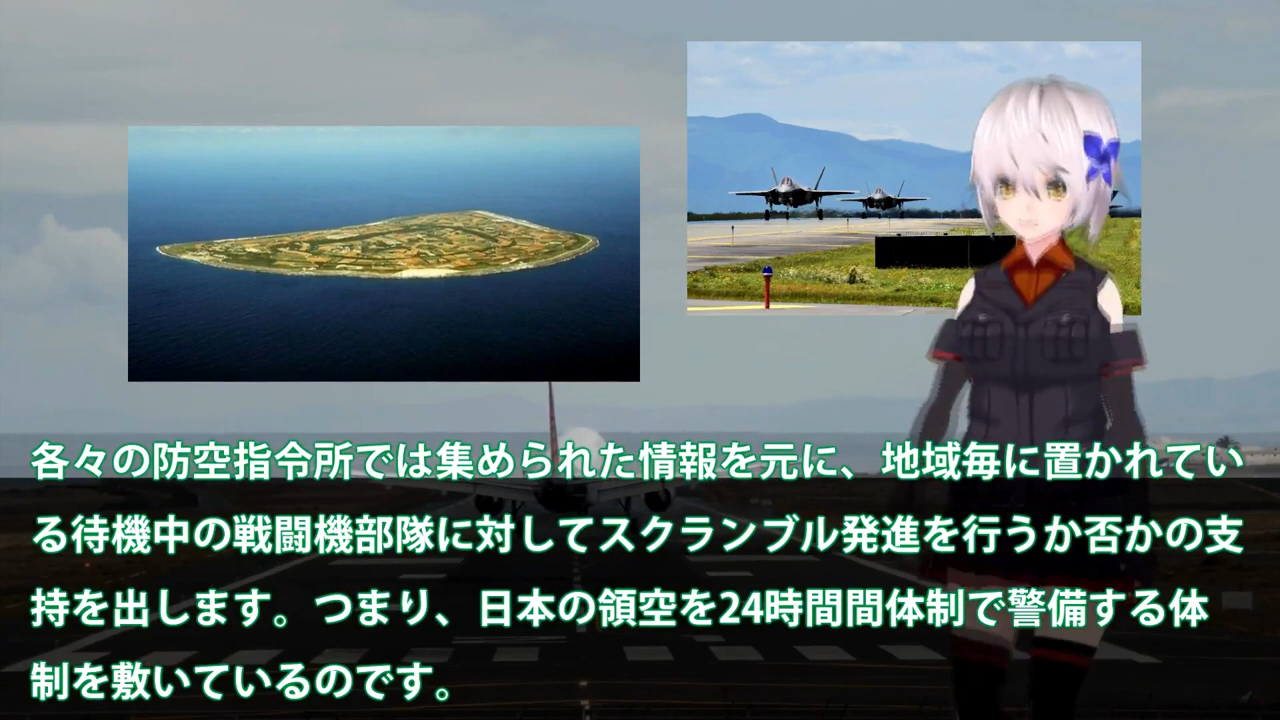 各々の防空指令所では集められた情報を元に、地域毎に置かれてい
る待機中の戦闘機部隊に対してスクランブル発進を行うか否かの支
持を出します。つまり、日本の領空を24時間間体制で警備する体
制を敷いているのです。